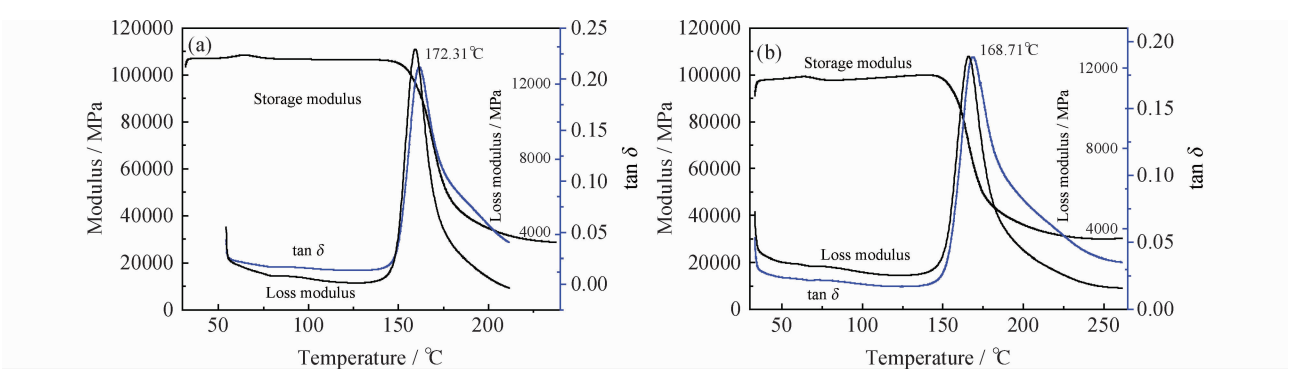 (a)
172.31℃
Storage modulus
tan δ
Loss modulus
120000
100000
80000
60000
40000
20000
0
Modulus / MPa
50
100
150
200
Temperature / ℃
12000
8000
4000
Loss modulus / MPa
0.25
0.20
0.15
0.10
0.05
0.00
tan δ
(b)
168.71℃
Storage modulus
Loss modulus
tan δ
120000
100000
80000
60000
40000
20000
0
Modulus / MPa
50
100
150
200
250
Temperature / ℃
12000
8000
4000
Loss modulus / MPa
0.20
0.15
0.10
0.05
0.00
tan δ